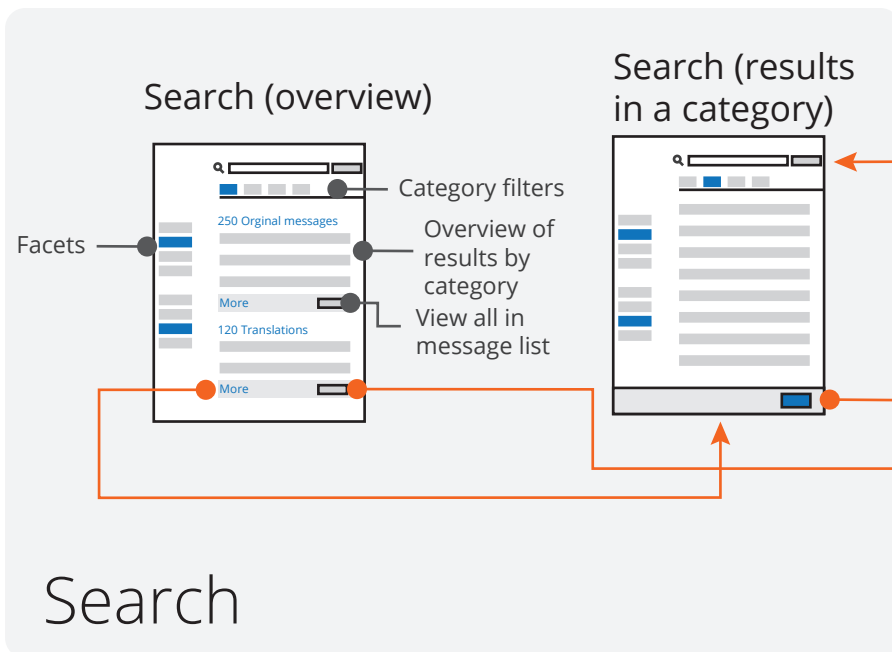 Search (overview)
Search (results
in a category)
Category filters
250 Orginal messages
Facets
Overview of
results by
category
More
View all in
message list
120 Translations
More
Search